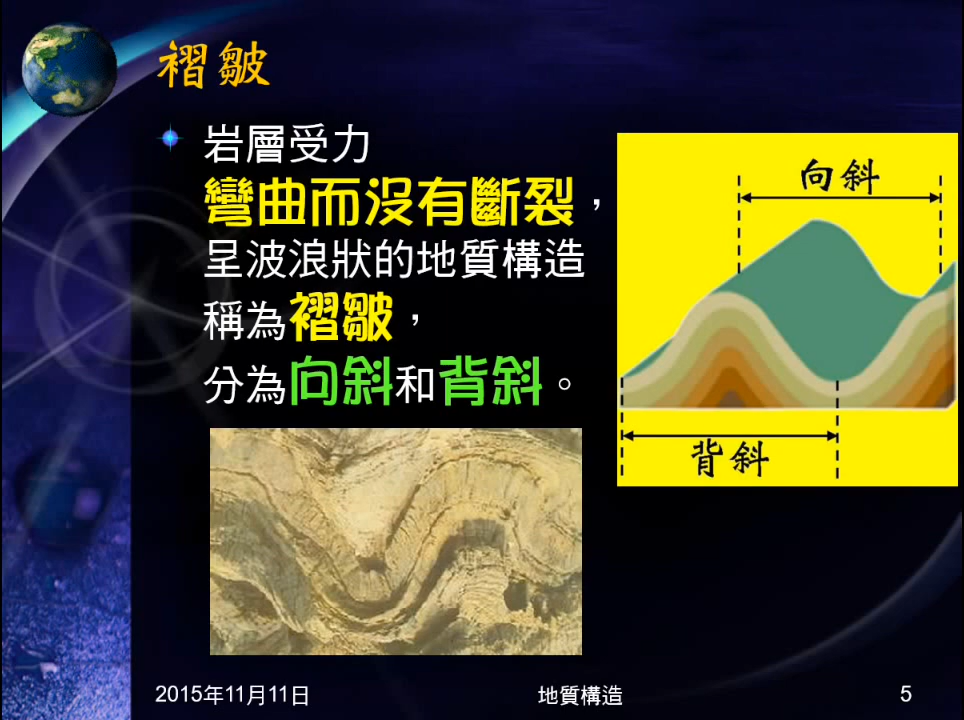 褶皺
岩層受力
彎曲而沒有斷裂，
呈波浪狀的地質構造
稱為褶皺，
分為向斜和背斜。
向斜
背斜
2015年11月11日
地質構造
5